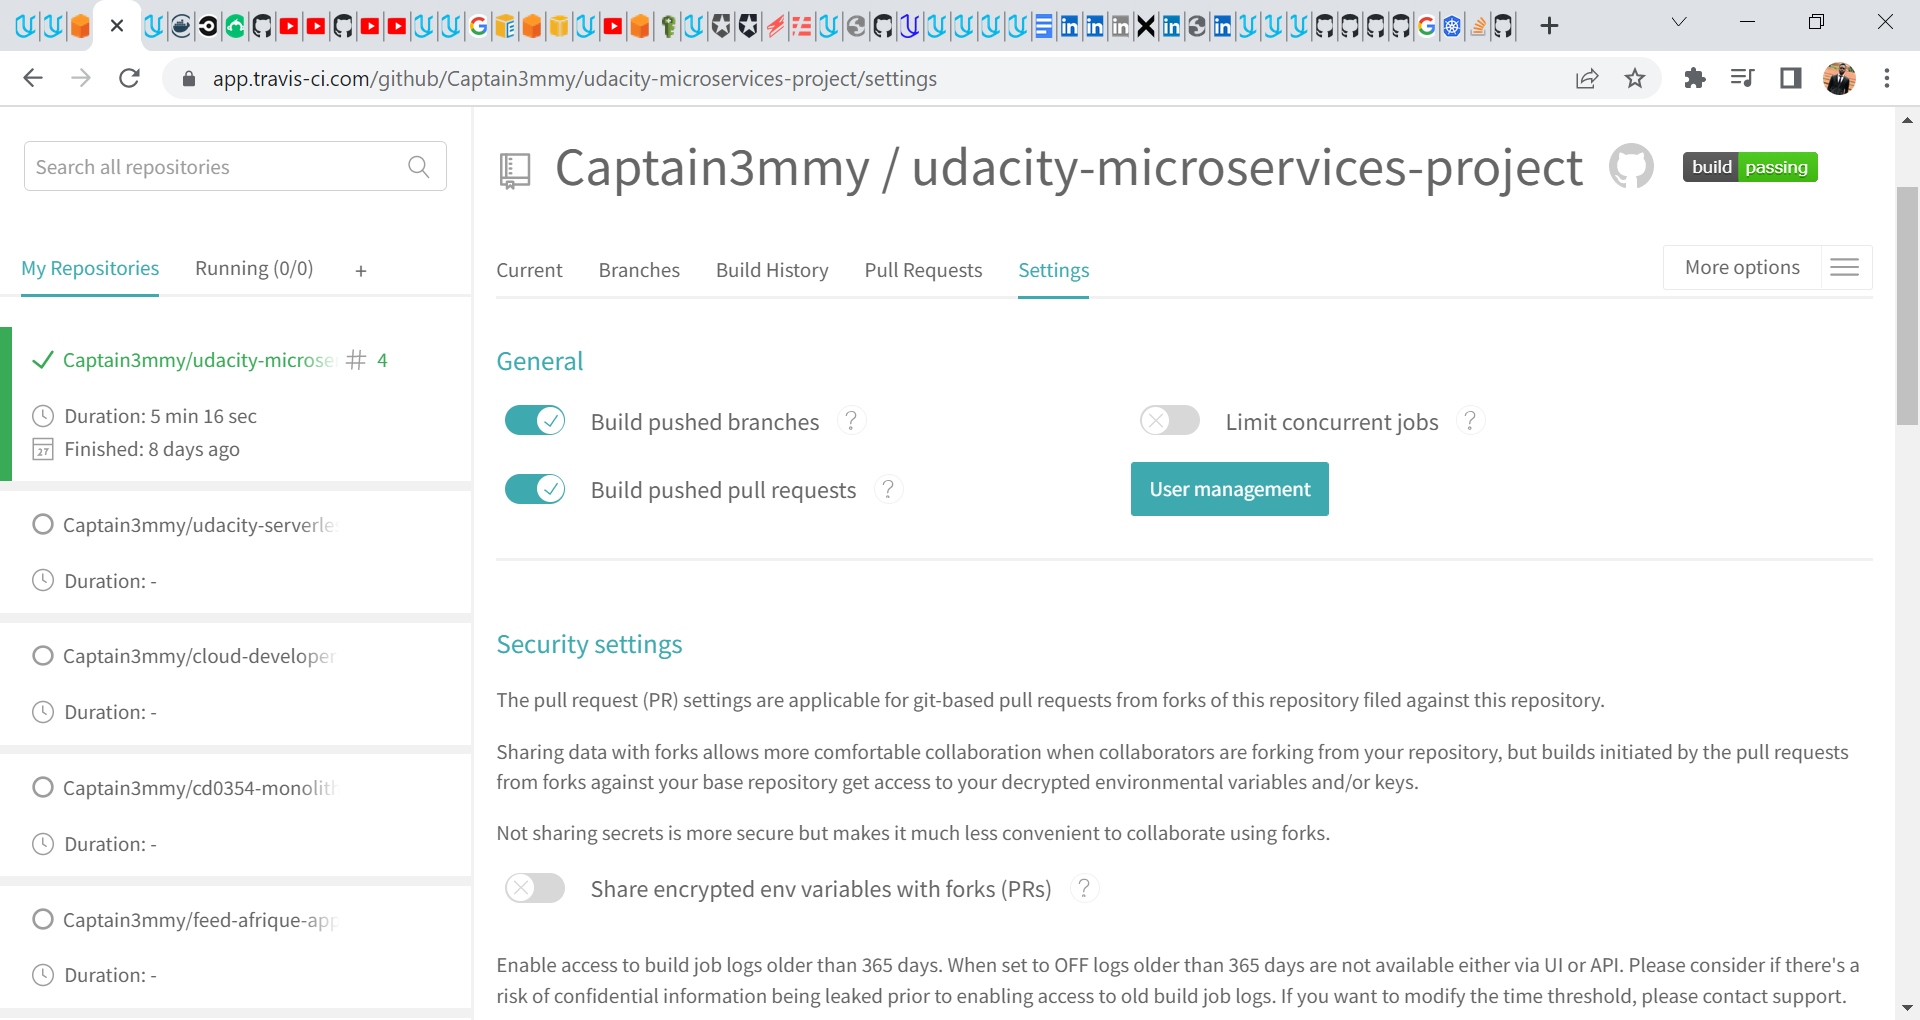 app.travis-ci.com/github/Captain3mmy/udacity-microservices-project/settings
Search all repositories
Captain3mmy / udacity-microservices-project
build passing
My Repositories
Running (0/0)
+
Current
Branches
Build History
Pull Requests
Settings
More options
Captain3mmy/udacity-microse
# 4
Duration: 5 min 16 sec
27
Finished: 8 days ago
Captain3mmy/udacity-serverle
Duration: -
Captain3mmy/cloud-developer
Duration: -
Captain3mmy/cd0354-monolith
Duration: -
Captain3mmy/feed-afrique-app
Duration: -
General
Build pushed branches ?
Limit concurrent jobs ?
Build pushed pull requests ?
User management
Security settings
The pull request (PR) settings are applicable for git-based pull requests from forks of this repository filed against this repository.
Sharing data with forks allows more comfortable collaboration when collaborators are forking from your repository, but builds initiated by the pull requests
from forks against your base repository get access to your decrypted environmental variables and/or keys.
Not sharing secrets is more secure but makes it much less convenient to collaborate using forks.
Share encrypted env variables with forks (PRs) ?
Enable access to build job logs older than 365 days. When set to OFF logs older than 365 days are not available either via UI or API. Please consider if there's a
risk of confidential information being leaked prior to enabling access to old build job logs. If you want to modify the time threshold, please contact support.